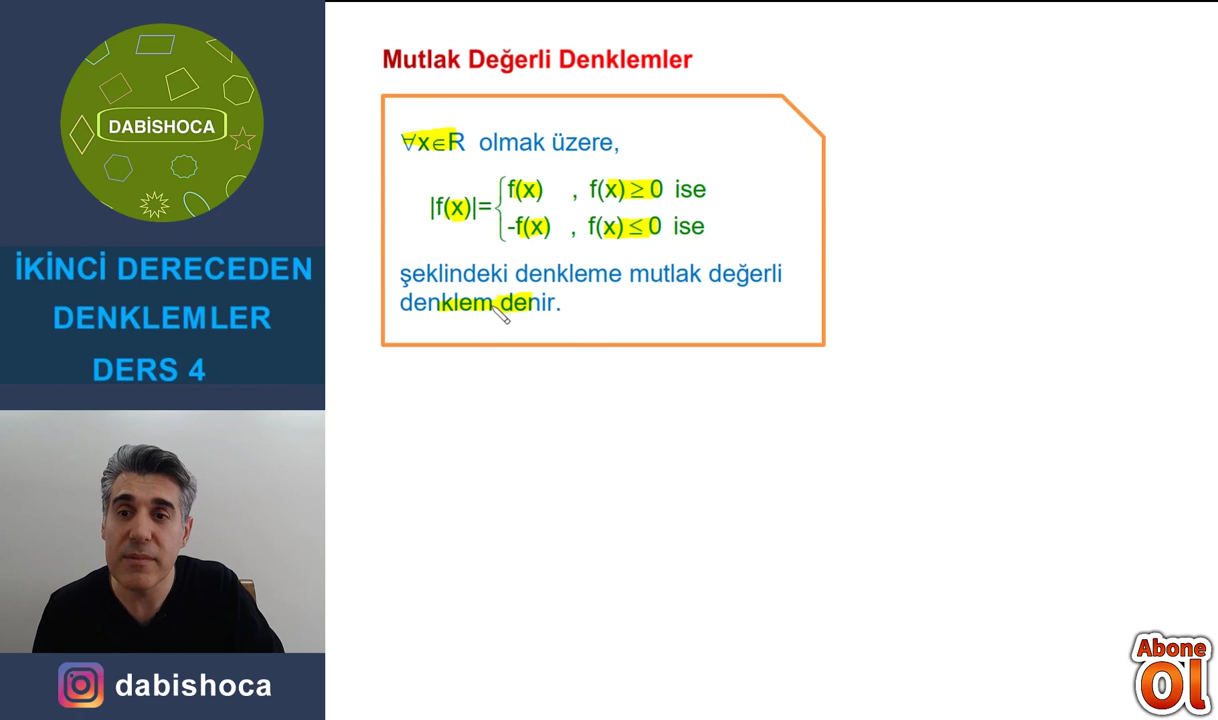 DABİSHOCA
İKİNCİ DERECEDEN
DENKLEMLER
DERS 4
dabishoca
Mutlak Değerli Denklemler
∀x∈R olmak üzere,
|f(x)|={ f(x) , f(x) ≥ 0 ise
-f(x) , f(x) ≤ 0 ise
şeklindeki denkleme mutlak değerli
denklem denir.
Abone
Ol